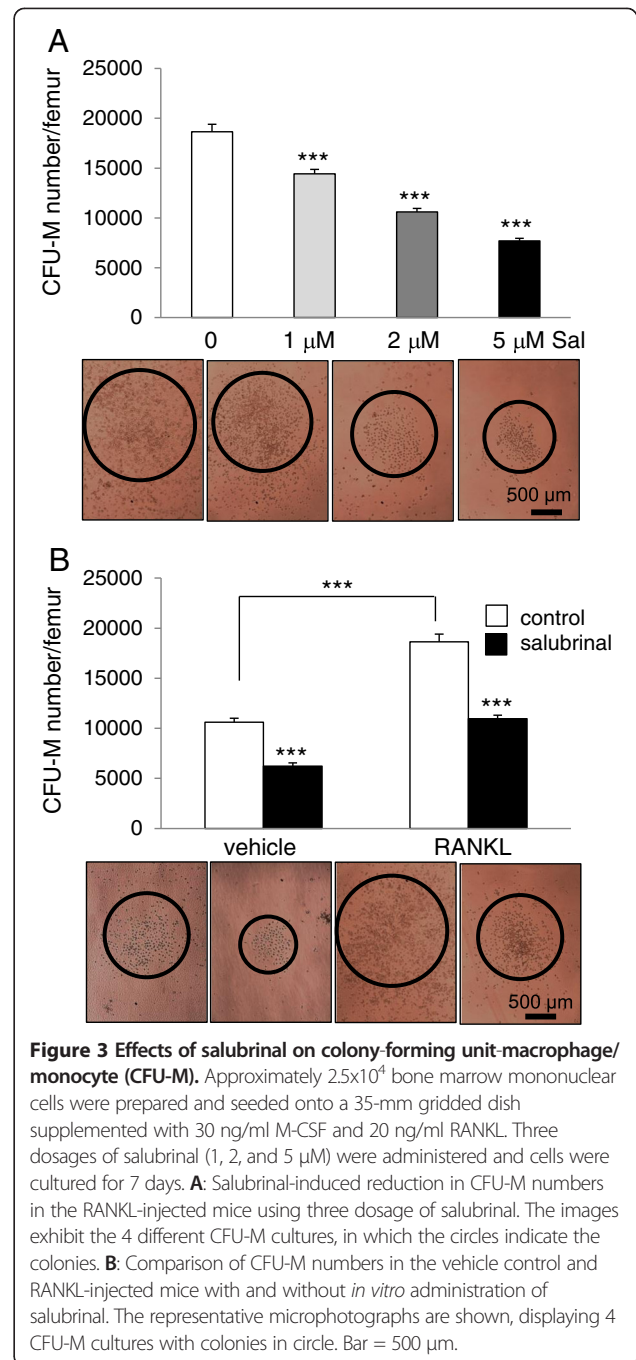 A
25000
20000
15000
10000
5000
0
CFU-M number/femur
***
***
***
0 1 μM 2 μM 5 μM Sal
500 μm
B
25000
20000
15000
10000
5000
0
CFU-M number/femur
***
control
salubrinal
***
***
vehicle RANKL
500 μm
Figure 3 Effects of salubrinal on colony-forming unit-macrophage/
monocyte (CFU-M). Approximately 2.5x10⁴ bone marrow mononuclear
cells were prepared and seeded onto a 35-mm gridded dish
supplemented with 30 ng/ml M-CSF and 20 ng/ml RANKL. Three
dosages of salubrinal (1, 2, and 5 μM) were administered and cells were
cultured for 7 days. A: Salubrinal-induced reduction in CFU-M numbers
in the RANKL-injected mice using three dosage of salubrinal. The images
exhibit the 4 different CFU-M cultures, in which the circles indicate the
colonies. B: Comparison of CFU-M numbers in the vehicle control and
RANKL-injected mice with and without in vitro administration of
salubrinal. The representative microphotographs are shown, displaying 4
CFU-M cultures with colonies in circle. Bar = 500 μm.